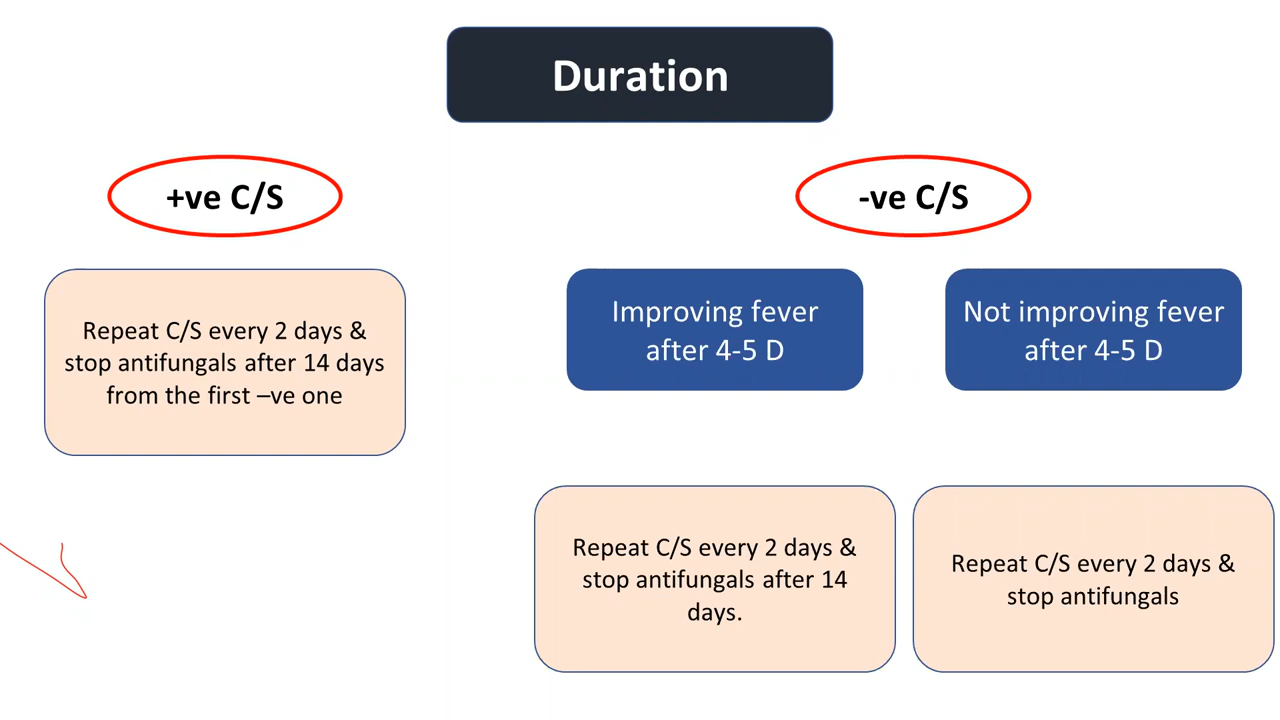 Duration
+ve C/S
-ve C/S
Repeat C/S every 2 days &
stop antifungals after 14 days
from the first –ve one
Improving fever
after 4-5 D
Not improving fever
after 4-5 D
Repeat C/S every 2 days &
stop antifungals after 14
days.
Repeat C/S every 2 days &
stop antifungals